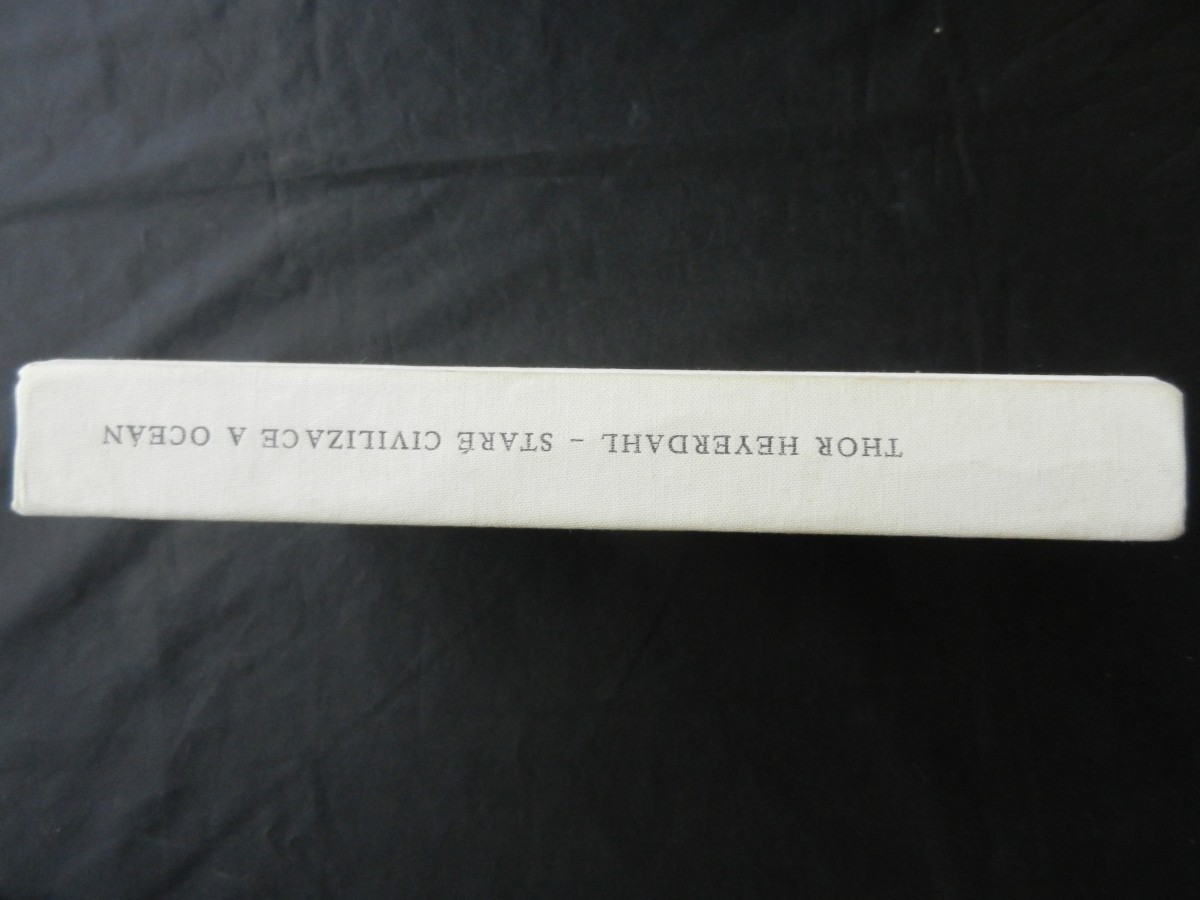 THOR HEYERDAHL – STARÉ CIVILIZACE A OCEÁN